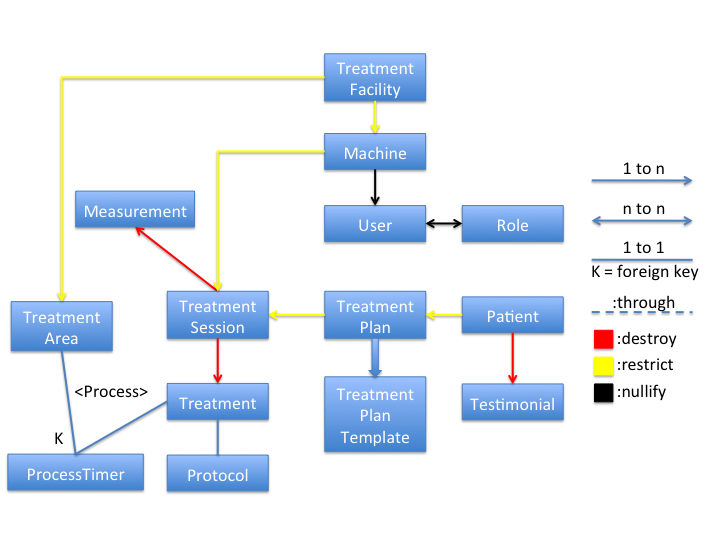 Treatment
Facility
Machine
1 to n
Measurement
User
Role
n to n
1 to 1
K = foreign key
:through
Treatment
Area
Treatment
Session
Treatment
Plan
Patient
:destroy
:restrict
:nullify
<Process>
Treatment
Treatment
Plan
Template
Testimonial
K
ProcessTimer
Protocol